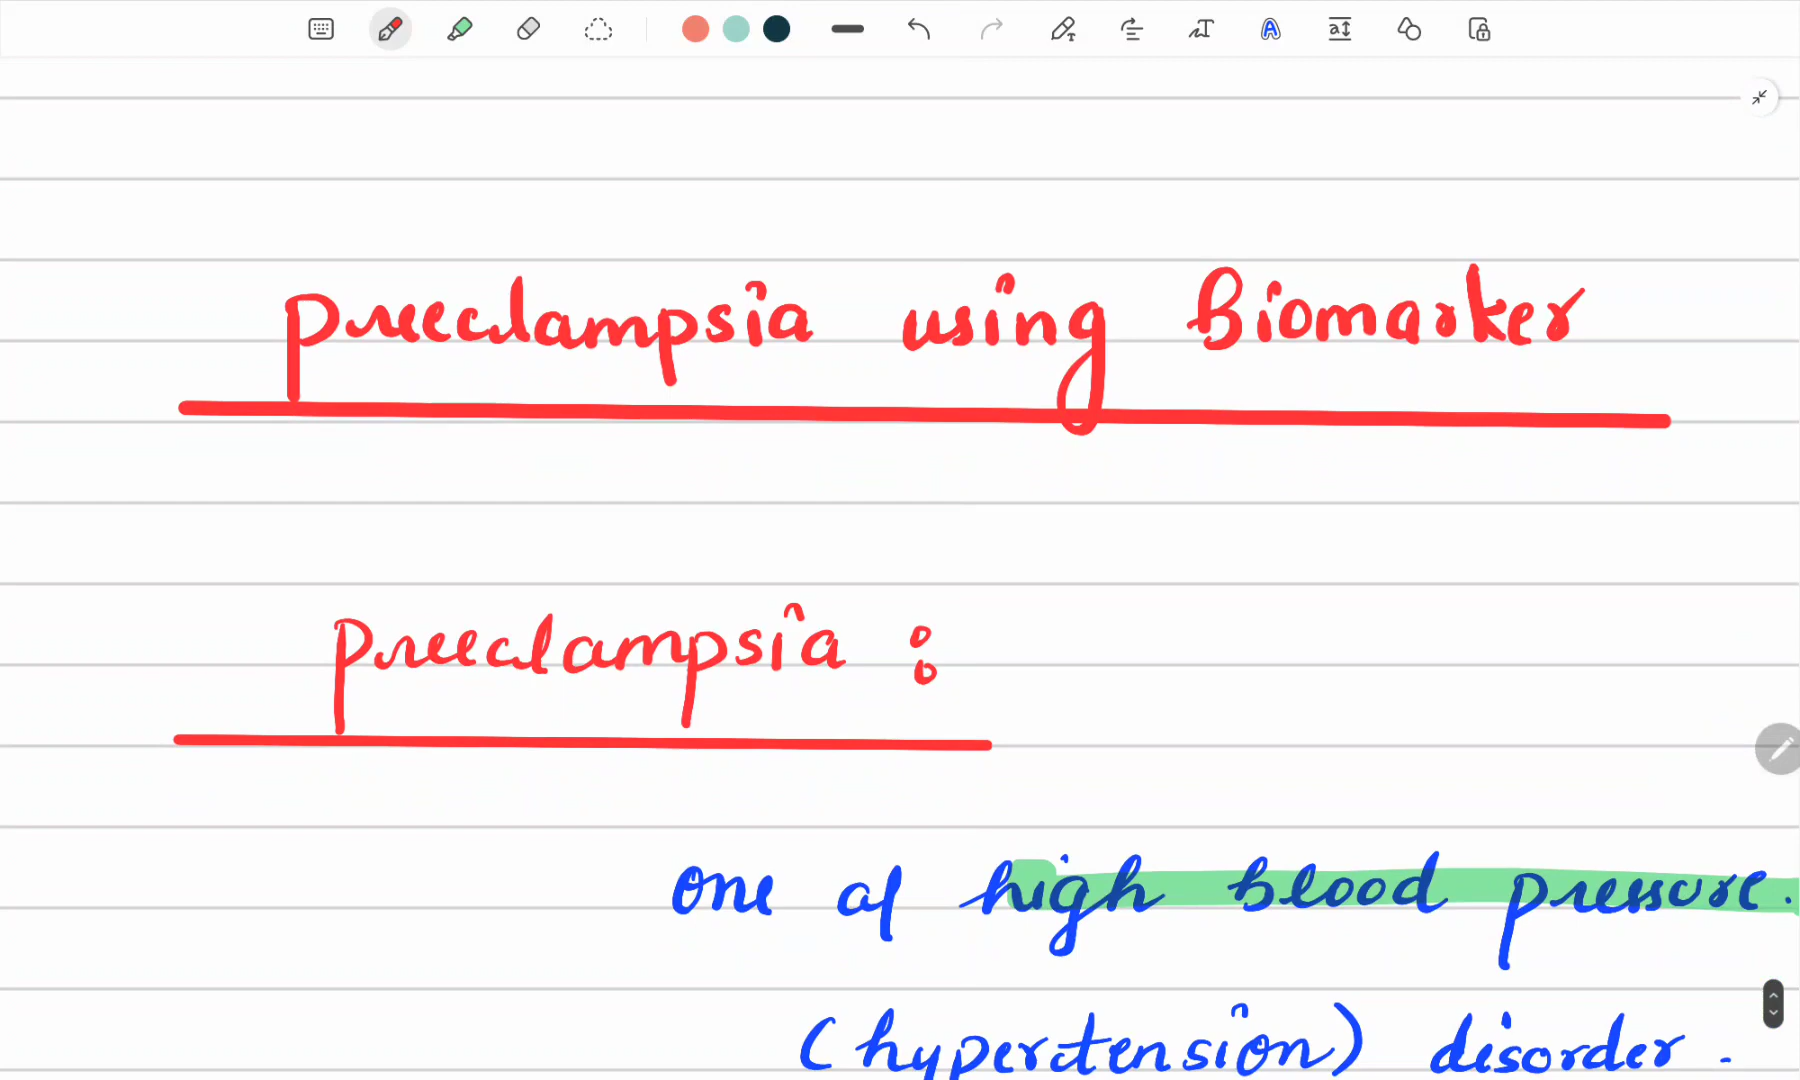 preeclampsia using Biomarker
preeclampsia :
one of high blood pressure.
(hypertension) disorder.